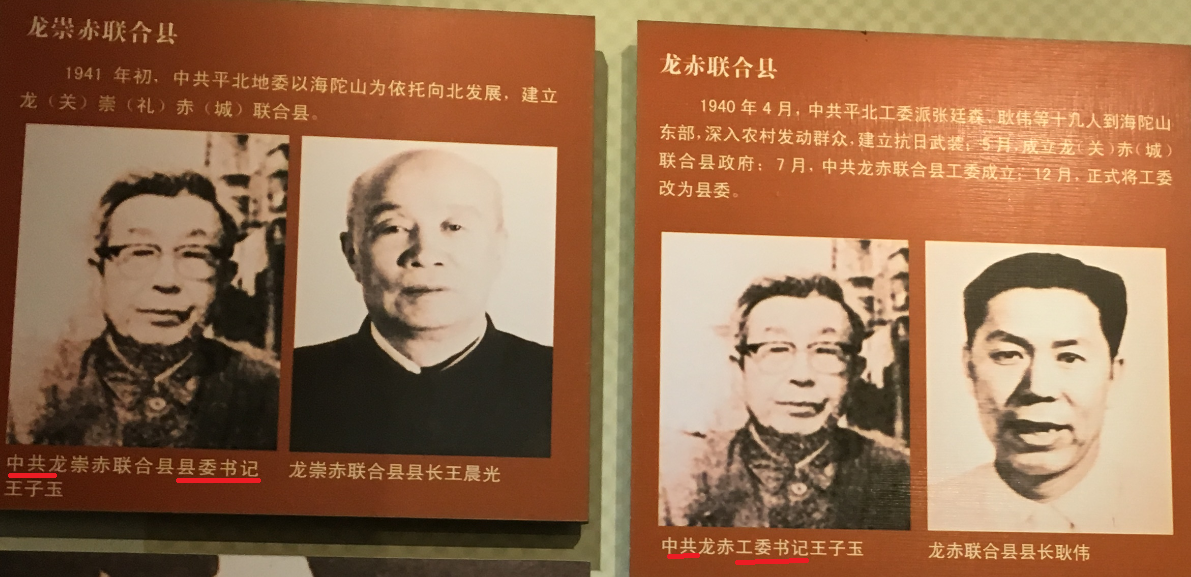 龙崇赤联合县
1941 年初，中共平北地委以海陀山为依托向北发展，建立
龙（关）崇（礼）赤（城）联合县。
中共龙崇赤联合县县委书记
王子玉
龙崇赤联合县县长王晨光
龙赤联合县
1940 年 4 月，中共平北工委派张廷森、耿伟等十九人到海陀山
东部，深入农村发动群众，建立抗日武装；5 月，成立龙（关）赤（城）
联合县政府；7 月，中共龙赤联合县工委成立；12 月，正式将工委
改为县委。
中共龙赤工委书记王子玉
龙赤联合县县长耿伟